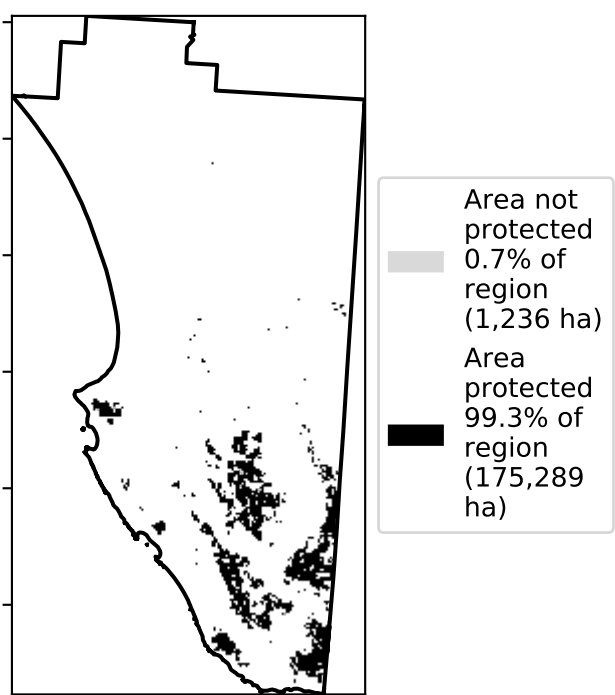 Area not
protected
0.7% of
region
(1,236 ha)
Area
protected
99.3% of
region
(175,289
ha)